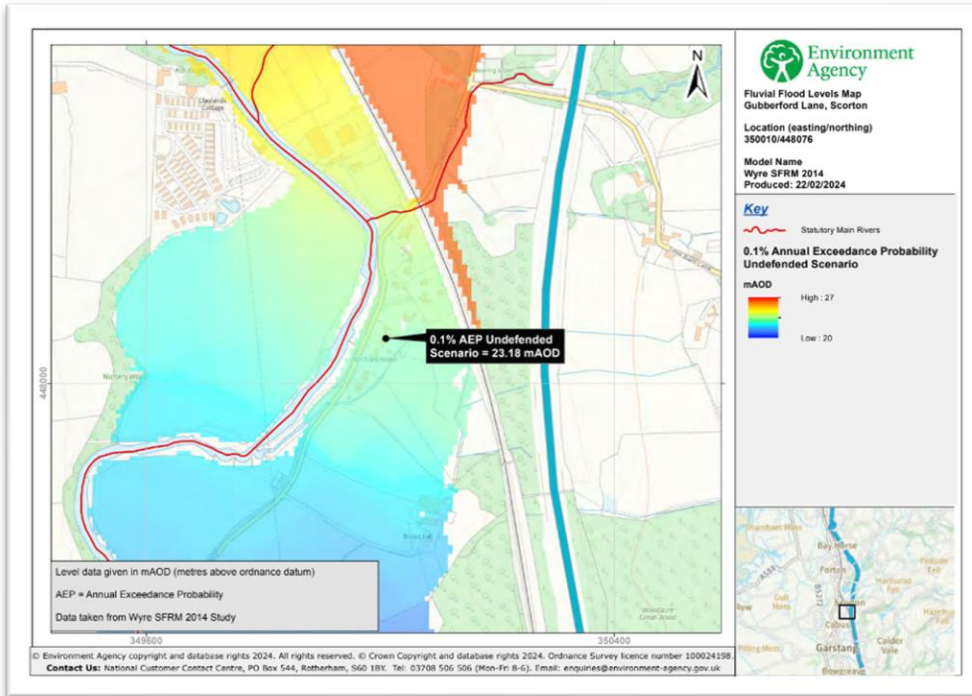 Environment
Agency
Fluvial Flood Levels Map
Gubberford Lane, Scorton
Location (easting/northing)
350010/448076
Model Name
Wyre SFRM 2014
Produced: 22/02/2024
Key
Statutory Main Rivers
0.1% Annual Exceedance Probability
Undefended Scenario
mAOD
High : 27
Low : 20
N
Cottage
0.1% AEP Undefended
Scenario = 23.18 mAOD
448000
Nursery Wood
Level data given in mAOD (metres above ordnance datum)
AEP = Annual Exceedance Probability
Data taken from Wyre SFRM 2014 Study
349600
350400
Bay Horse
Forton
Cabus
Garstang
Calder
Vale
Bowgreave
© Environment Agency copyright and database rights 2024. All rights reserved. © Crown Copyright and database rights 2024. Ordnance Survey licence number 100024198.
Contact Us: National Customer Contact Centre, PO Box 544, Rotherham, S60 1BY. Tel: 03708 506 506 (Mon-Fri 8-6). Email: enquiries@environment-agency.gov.uk